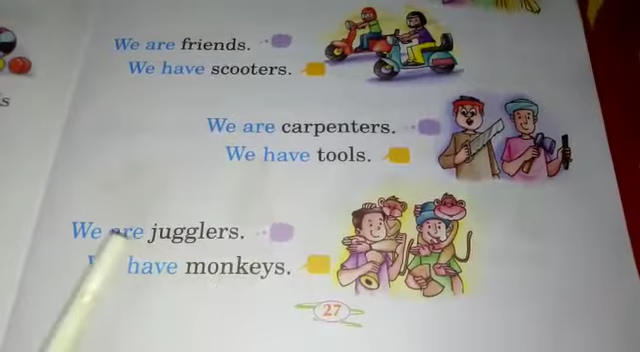 We are friends.
We have scooters.
We are carpenters.
We have tools.
We are jugglers.
have monkeys.
27